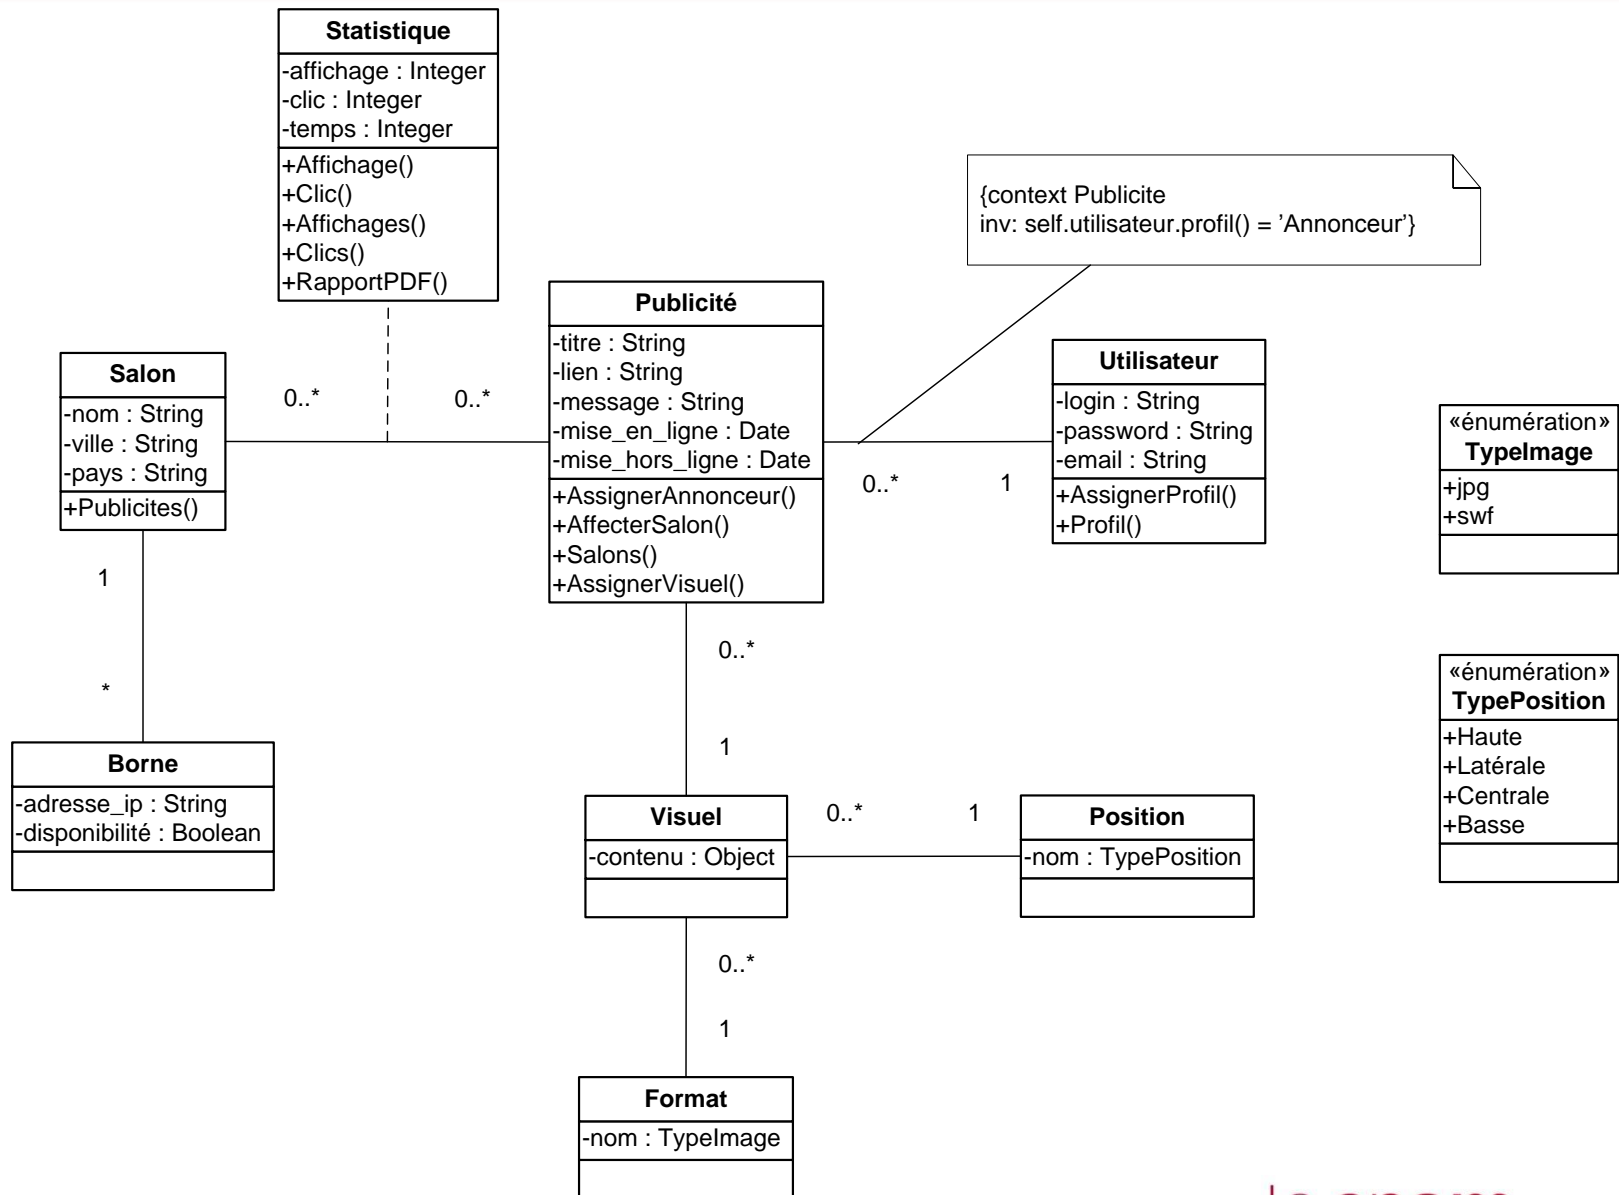 Statistique
-affichage : Integer
-clic : Integer
-temps : Integer
+Affichage()
+Clic()
+Affichages()
+Clics()
+RapportPDF()
{context Publicite
inv: self.utilisateur.profil() = ’Annonceur’}
Publicité
-titre : String
-lien : String
-message : String
-mise_en_ligne : Date
-mise_hors_ligne : Date
+AssignerAnnonceur()
+AffecterSalon()
+Salons()
+AssignerVisuel()
Salon
-nom : String
-ville : String
-pays : String
+Publicites()
0..*
0..*
Utilisateur
-login : String
-password : String
-email : String
+AssignerProfil()
+Profil()
0..*
1
«énumération»
TypeImage
+jpg
+swf
1
*
0..*
1
«énumération»
TypePosition
+Haute
+Latérale
+Centrale
+Basse
Borne
-adresse_ip : String
-disponibilité : Boolean
Visuel
-contenu : Object
0..*
1
Position
-nom : TypePosition
0..*
1
Format
-nom : TypeImage